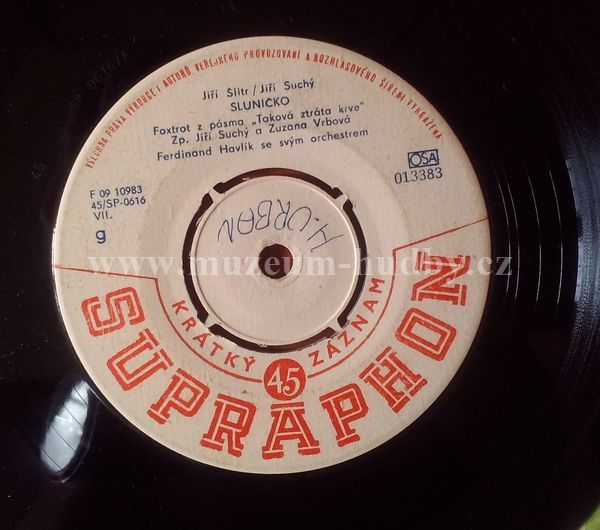 VŠECHNA PRÁVA VÝROBCE I AUTORŮ, VEŘEJNÉHO PROVOZOVÁNÍ A ROZHLASOVÉHO ŠÍŘENÍ VYHRAZENA
Jiří Šlitr/Jiří Suchý
SLUNÍČKO
Foxtrot z pásma „Taková ztráta krve"
Zp. Jiří Suchý a Zuzana Vrbová
Ferdinand Havlík se svým orchestrem
F 09 10983
45/SP-0616
VII.
g
OSA
013383
H. URBAN
www.muzeum-hudby.cz
KRÁTKÝ 45 ZÁZNAM
SUPRAPHON